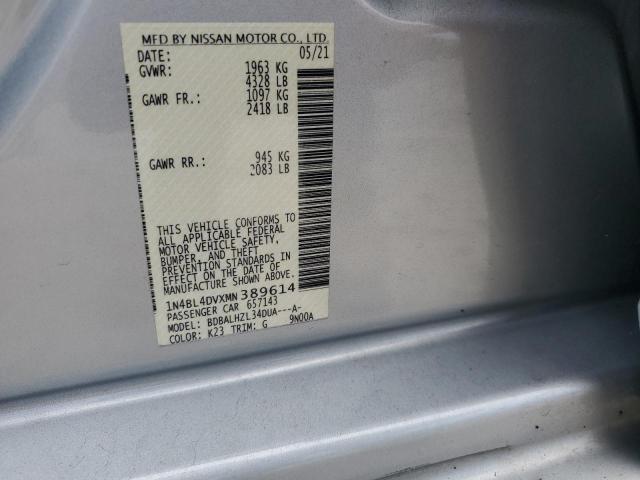 MFD BY NISSAN MOTOR CO., LTD.
DATE: 05/21
GVWR: 1963 KG
4328 LB
GAWR FR.: 1097 KG
2418 LB
GAWR RR.: 945 KG
2083 LB
THIS VEHICLE CONFORMS TO
ALL APPLICABLE FEDERAL
MOTOR VEHICLE SAFETY,
BUMPER, AND THEFT
PREVENTION STANDARDS IN
EFFECT ON THE DATE OF
MANUFACTURE SHOWN ABOVE.
1N4BL4DVXMN389614
PASSENGER CAR 657143
MODEL: BDBALHZL34DUA---A-
COLOR: K23 TRIM: G 9N00A